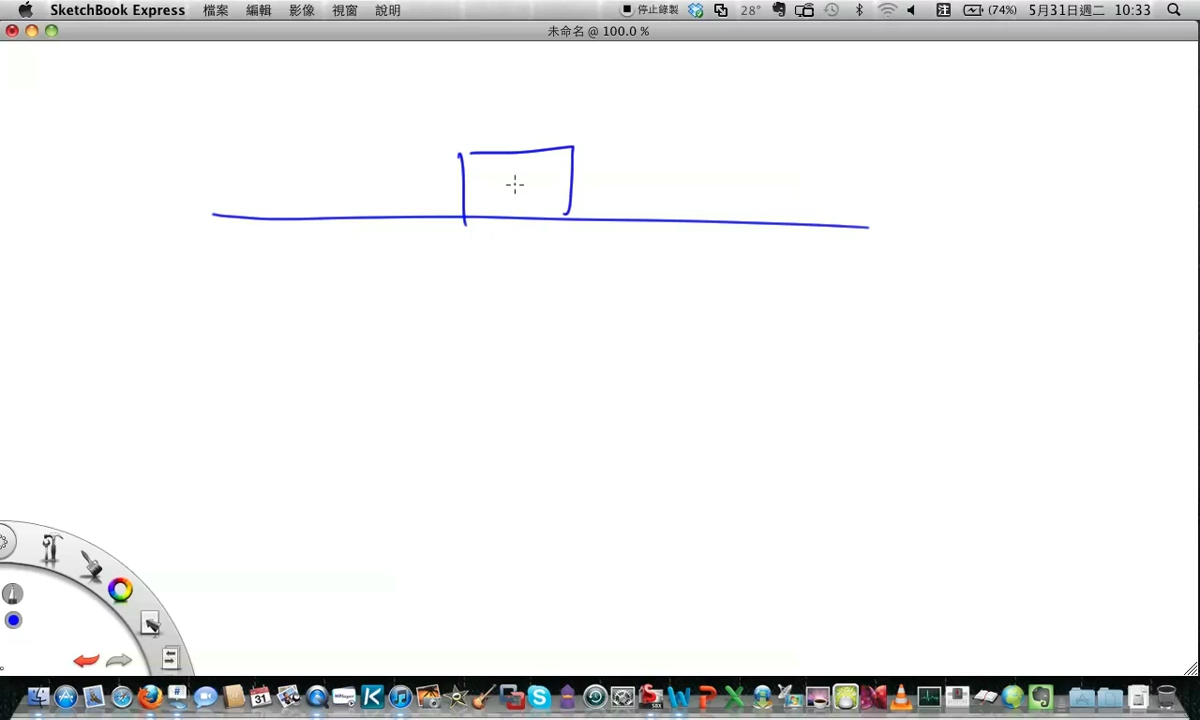 SketchBook Express 檔案 編輯 影像 視窗 說明 停止錄製 28° (74%) 5月31日週二 10:33
未命名 @ 100.0 %